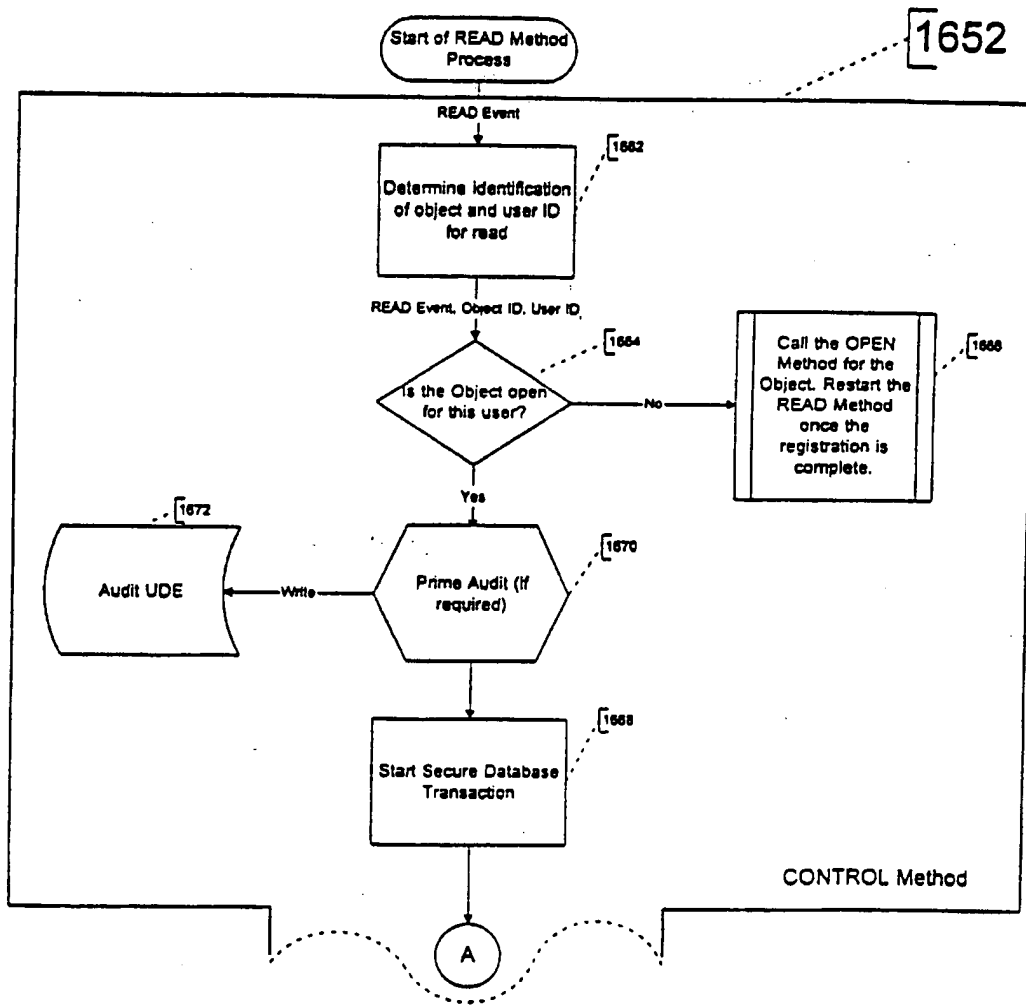 1652
Start of READ Method
Process
READ Event
1662
Determine identification
of object and user ID
for read
READ Event, Object ID, User ID
1664
Is the Object open
for this user?
No
Call the OPEN
Method for the
Object. Restart the
READ Method
once the
registration is
complete.
1666
Yes
1672
Audit UDE
Write
Prime Audit (if
required)
1670
1668
Start Secure Database
Transaction
CONTROL Method
A